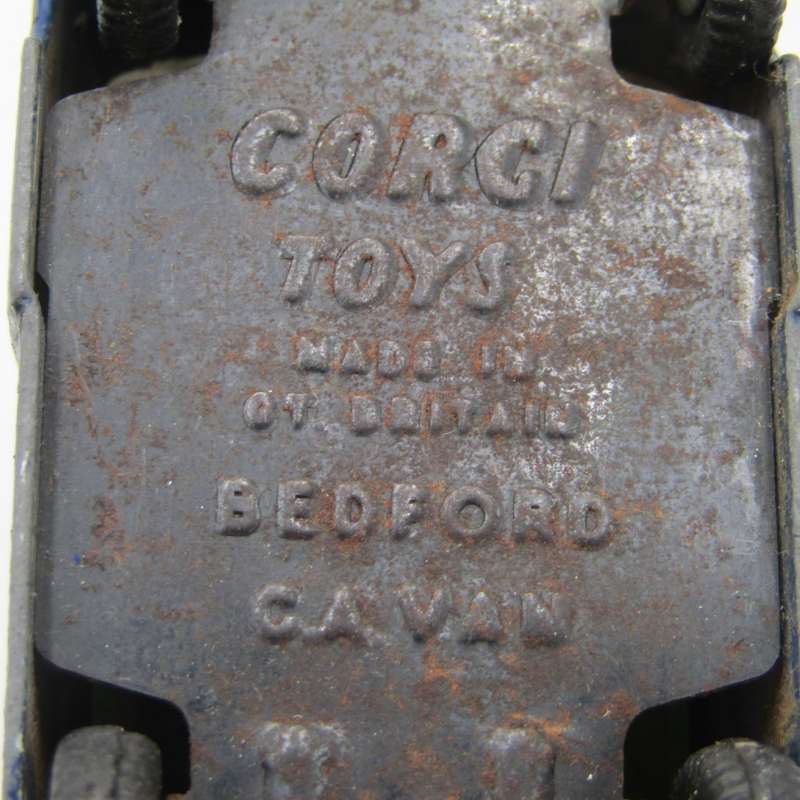 CORGI
TOYS
MADE IN
GT. BRITAIN
BEDFORD
C.A. VAN